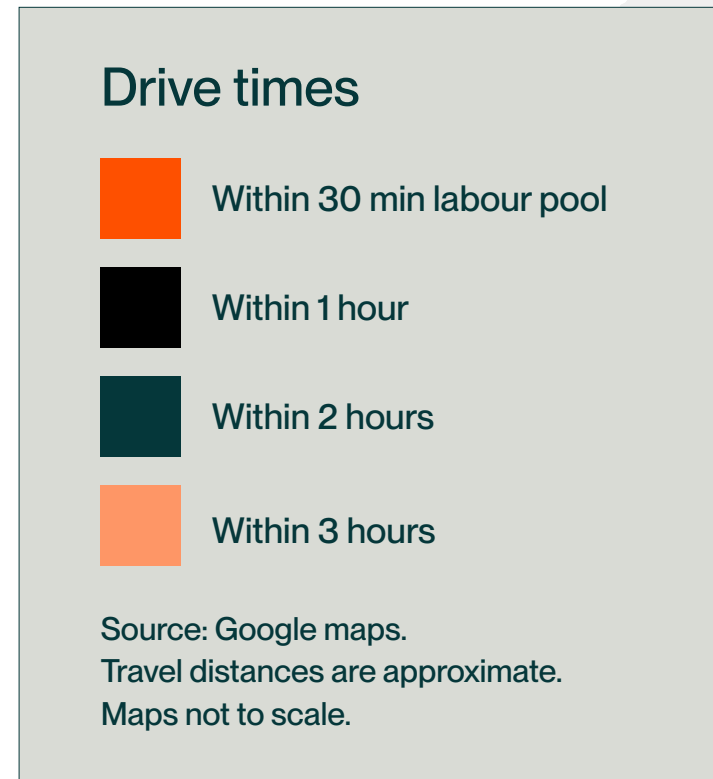 Drive times
Within 30 min labour pool
Within 1 hour
Within 2 hours
Within 3 hours
Source: Google maps.
Travel distances are approximate.
Maps not to scale.